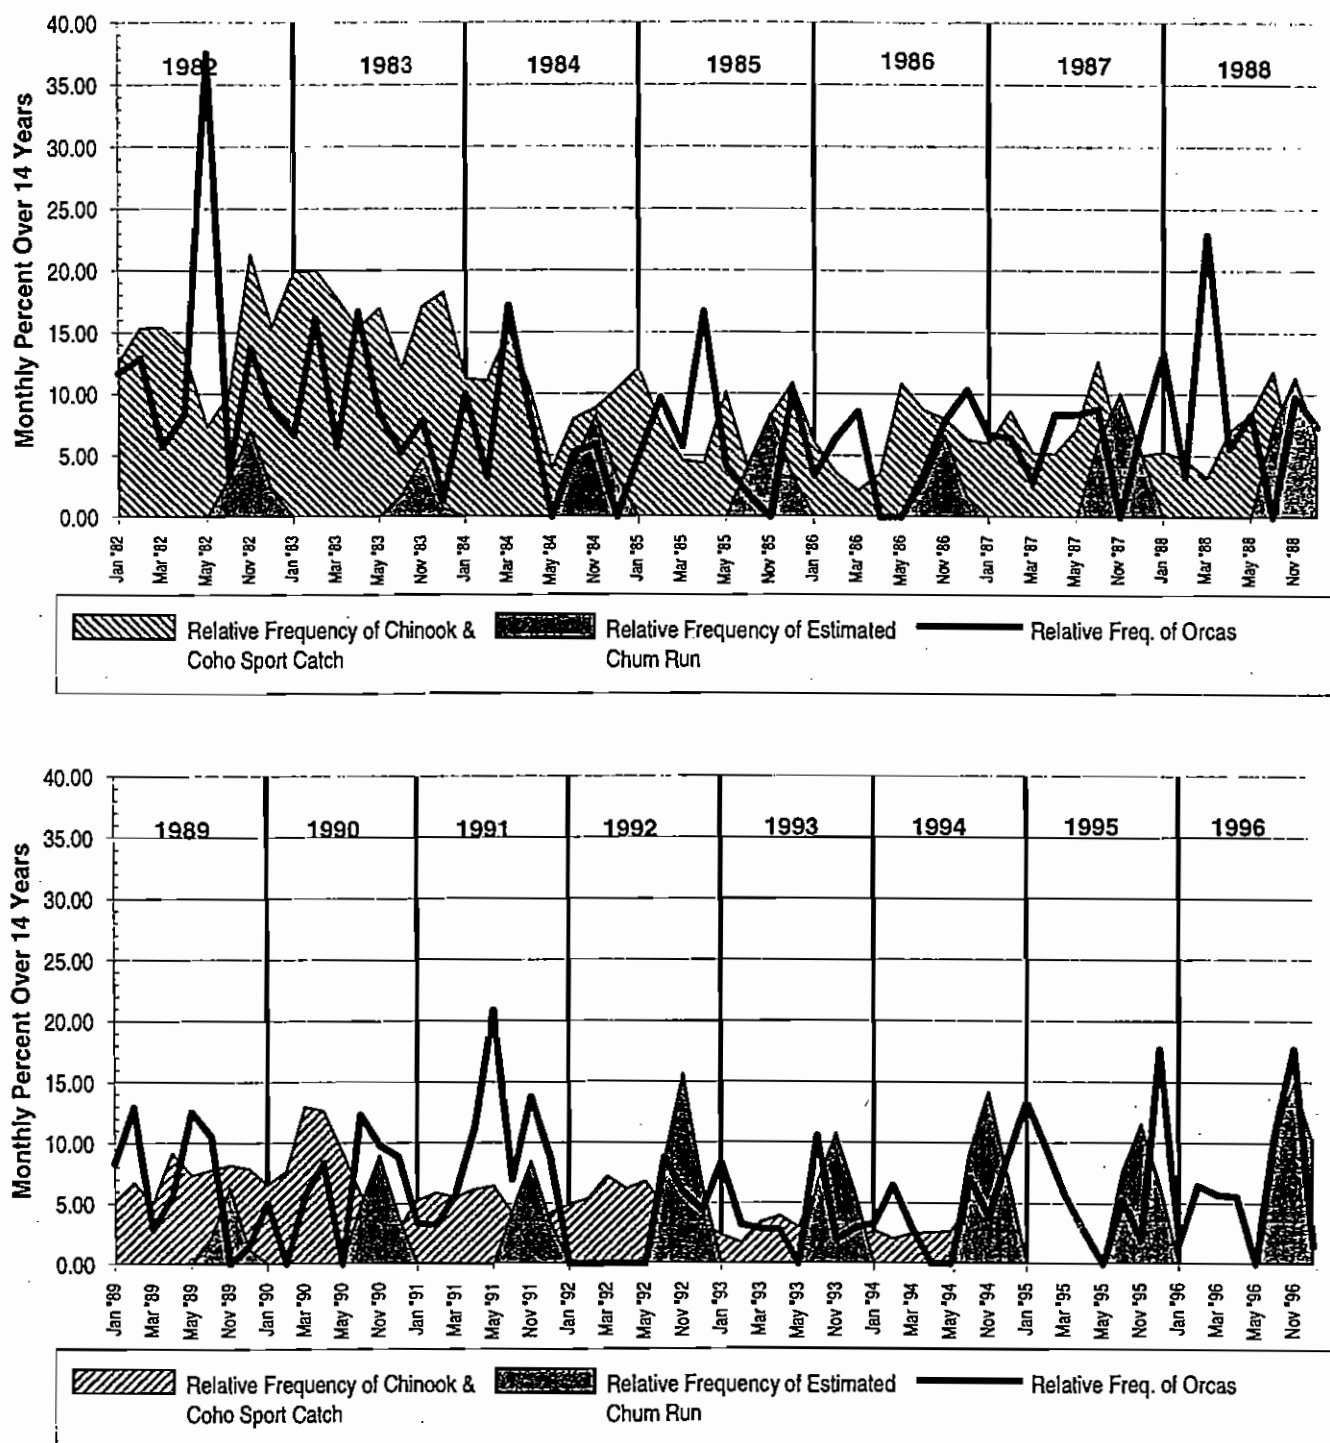 Monthly Percent Over 14 Years
40.00
35.00
30.00
25.00
20.00
15.00
10.00
5.00
0.00
1982 1983 1984 1985 1986 1987 1988
Jan "82 Mar "82 May "82 Nov "82 Jan "83 Mar "83 May "83 Nov "83 Jan "84 Mar "84 May "84 Nov "84 Jan "85 Mar "85 May "85 Nov "85 Jan "86 Mar "86 May "86 Nov "86 Jan "87 Mar "87 May "87 Nov "87 Jan "88 Mar "88 May "88 Nov "88
Relative Frequency of Chinook & Relative Frequency of Estimated Relative Freq. of Orcas
Coho Sport Catch Chum Run
Monthly Percent Over 14 Years
40.00
35.00
30.00
25.00
20.00
15.00
10.00
5.00
0.00
1989 1990 1991 1992 1993 1994 1995 1996
Jan "89 Mar "89 May "89 Nov "89 Jan "90 Mar "90 May "90 Nov "90 Jan "91 Mar "91 May "91 Nov "91 Jan "92 Mar "92 May "92 Nov "92 Jan "93 Mar "93 May "93 Nov "93 Jan "94 Mar "94 May "94 Nov "94 Jan "95 Mar "95 May "95 Nov "95 Jan "96 Mar "96 May "96 Nov "96
Relative Frequency of Chinook & Relative Frequency of Estimated Relative Freq. of Orcas
Coho Sport Catch Chum Run